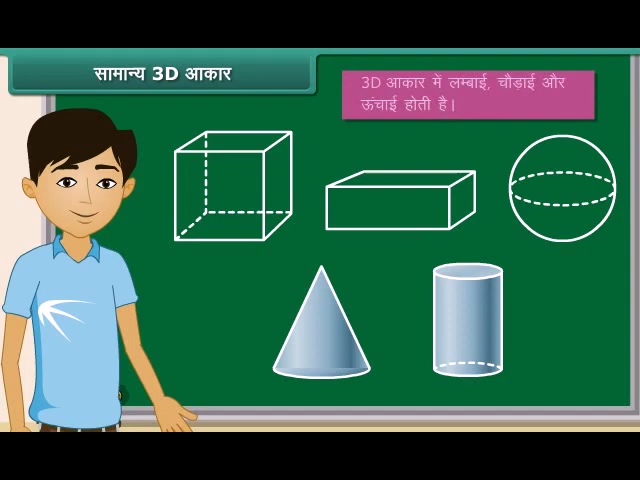 सामान्य 3D आकार
3D आकार में लम्बाई, चौड़ाई और
ऊंचाई होती है।